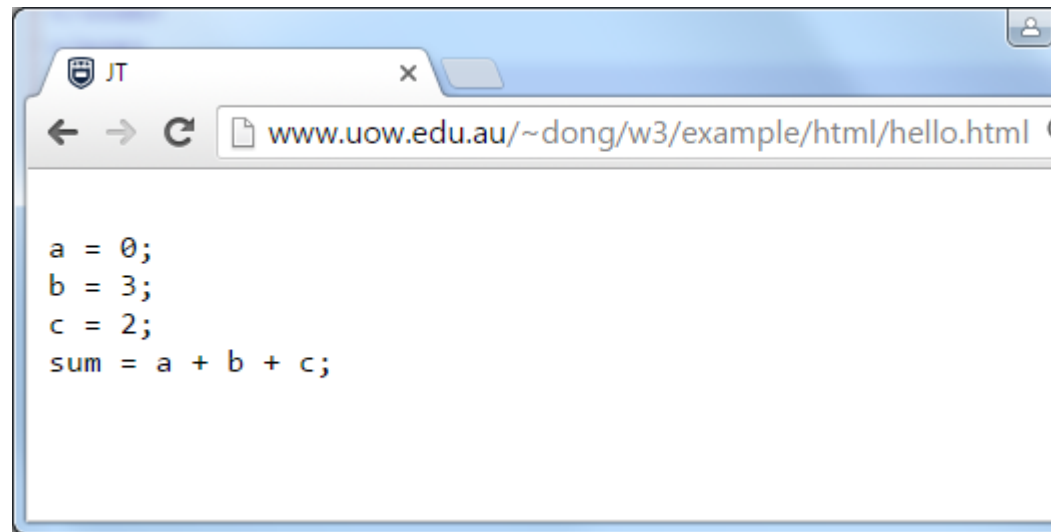 JT
www.uow.edu.au/~dong/w3/example/html/hello.html
a = 0;
b = 3;
c = 2;
sum = a + b + c;